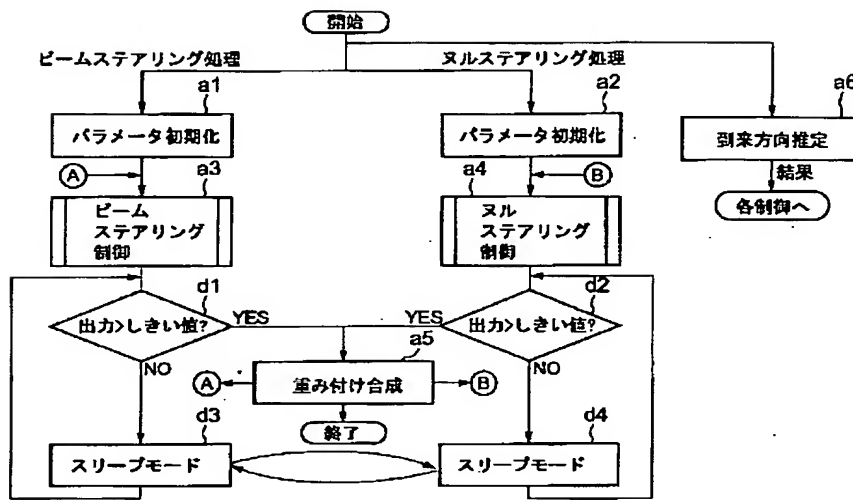 開始
ビームステアリング処理
ヌルステアリング処理
a1
a2
a6
パラメータ初期化
パラメータ初期化
到来方向推定
結果
各制御へ
A
a3
a4
B
ビーム
ステアリング
制御
ヌル
ステアリング
制御
d1
d2
出力>しきい値?
YES
YES
出力>しきい値?
a5
NO
NO
A
重み付け合成
B
終了
d3
d4
スリープモード
スリープモード